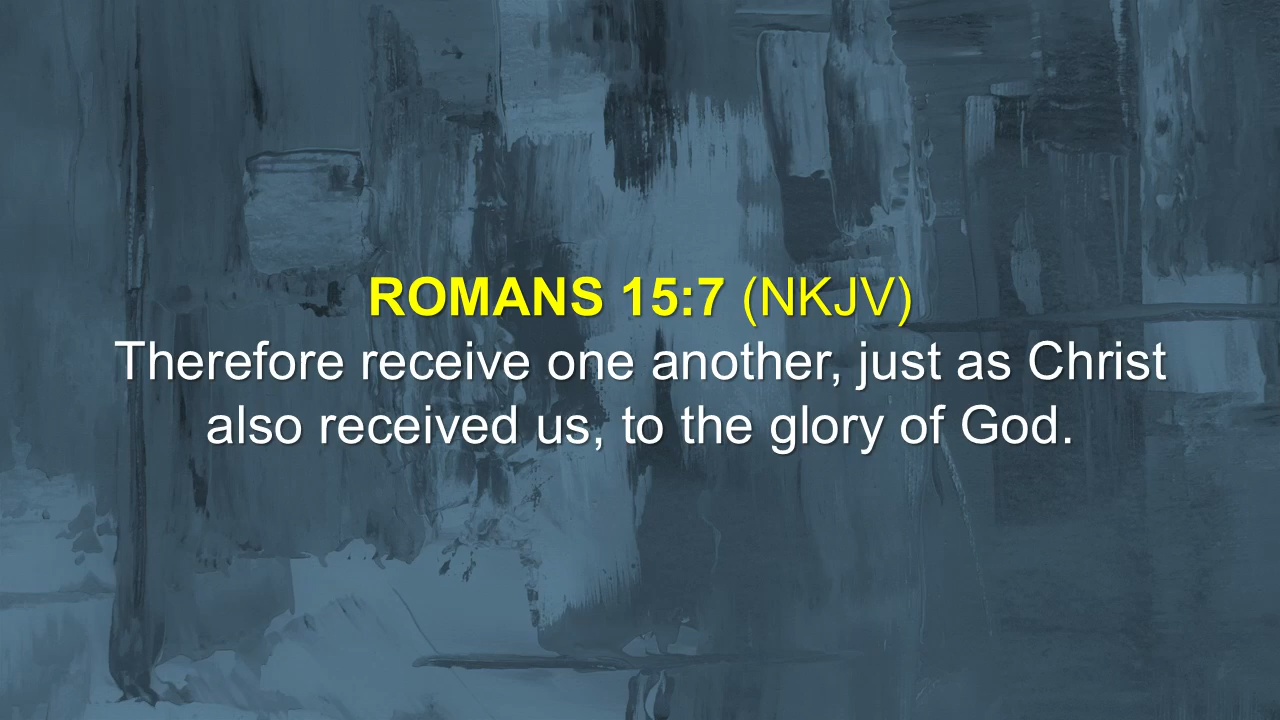 ROMANS 15:7 (NKJV)
Therefore receive one another, just as Christ
also received us, to the glory of God.